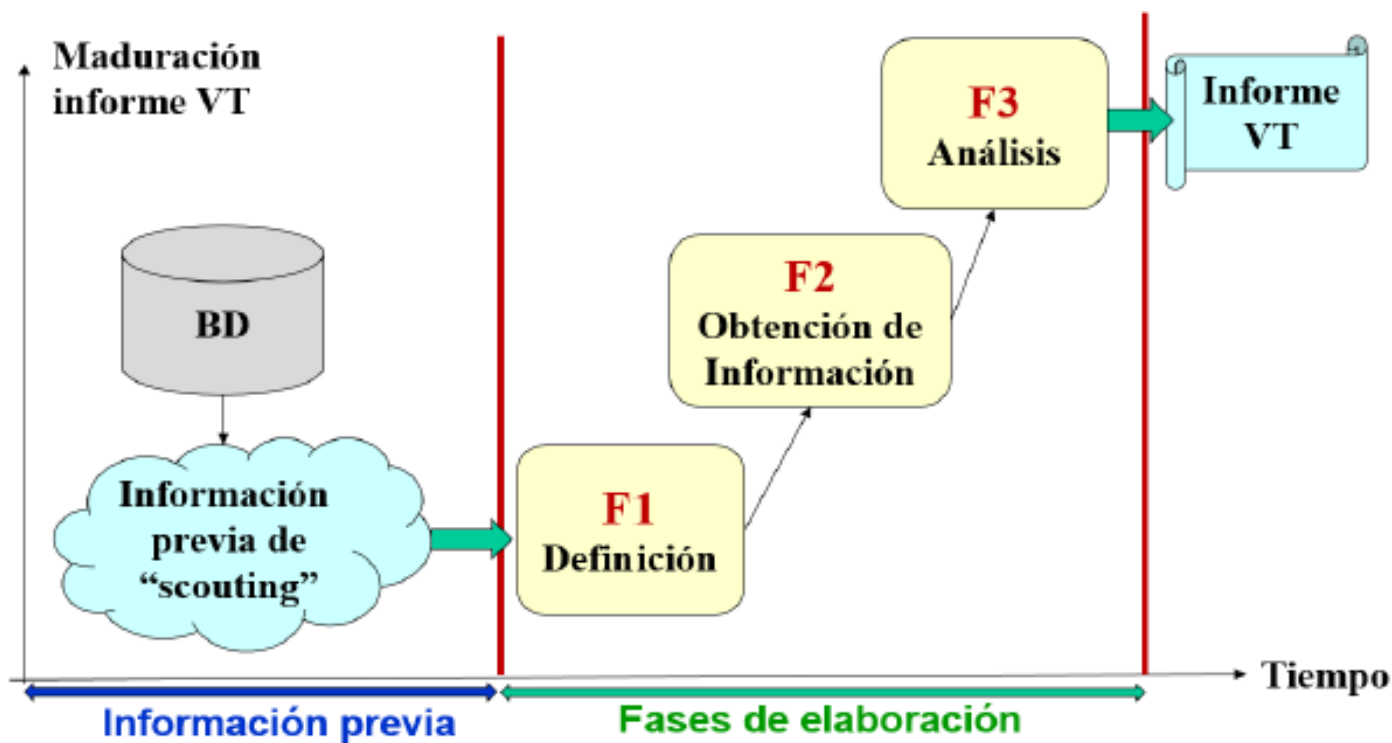 Maduración
informe VT
BD
Información
previa de
“scouting”
F1
Definición
F2
Obtención de
Información
F3
Análisis
Informe
VT
Tiempo
Información previa
Fases de elaboración